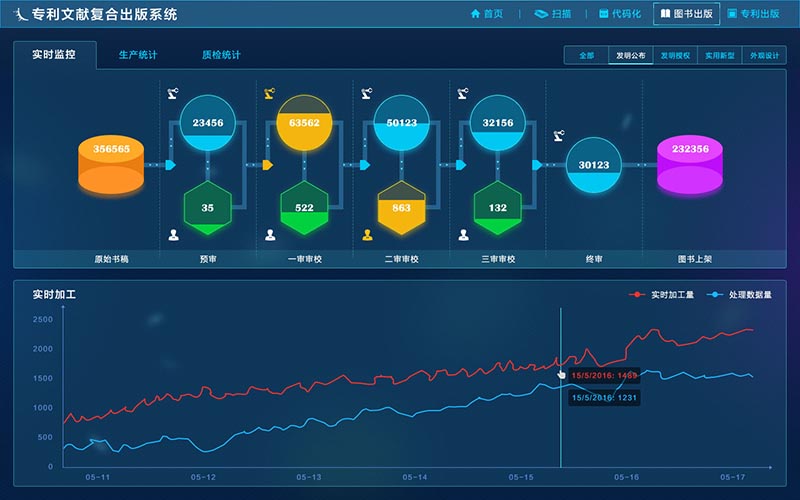 专利文献复合出版系统
首页 | 扫描 | 代码化 图书出版 专利出版
实时监控 生产统计 质检统计
全部 发明公布 发明授权 实用新型 外观设计
356565 23456 63562 50123 32156 30123 232356
35 522 863 132
原始书稿 预审 一审审校 二审审校 三审审校 终审 图书上架
实时加工
实时加工量 处理数据量
2500
2000
1500
1000
500
0
15/5/2016: 1469
15/5/2016: 1231
05-11 05-12 05-13 05-14 05-15 05-16 05-17